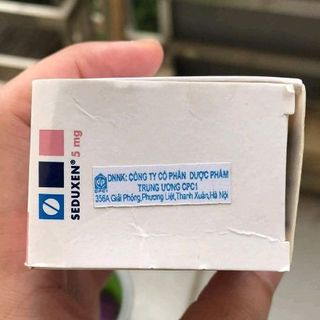 SEDUXEN® 5 mg
DNNK: CÔNG TY CỔ PHẦN DƯỢC PHẨM
TRUNG ƯƠNG CPC1
356A,Giải Phóng,Phương Liệt,Thanh Xuân,Hà Nội